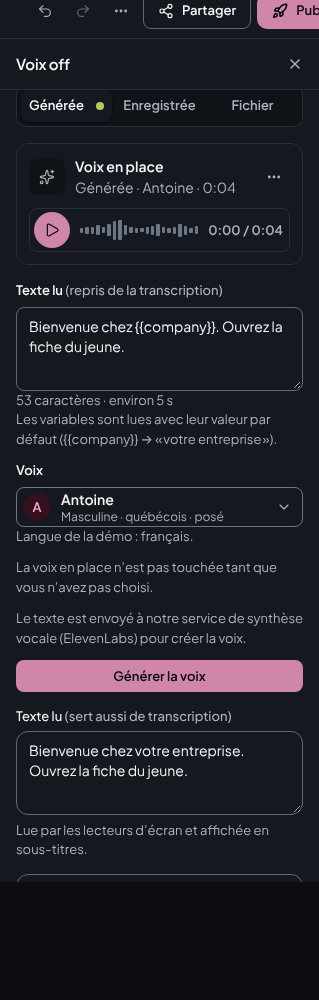 Partager
Pub
Voix off
Générée
Enregistrée
Fichier
Voix en place
Générée · Antoine · 0:04
0:00 / 0:04
Texte lu (repris de la transcription)
Bienvenue chez {{company}}. Ouvrez la
fiche du jeune.
53 caractères · environ 5 s
Les variables sont lues avec leur valeur par
défaut ({{company}} → « votre entreprise »).
Voix
A
Antoine
Masculine · québécois · posé
Langue de la démo : français.
La voix en place n'est pas touchée tant que
vous n'avez pas choisi.
Le texte est envoyé à notre service de synthèse
vocale (ElevenLabs) pour créer la voix.
Générer la voix
Texte lu (sert aussi de transcription)
Bienvenue chez votre entreprise.
Ouvrez la fiche du jeune.
Lue par les lecteurs d'écran et affichée en
sous-titres.